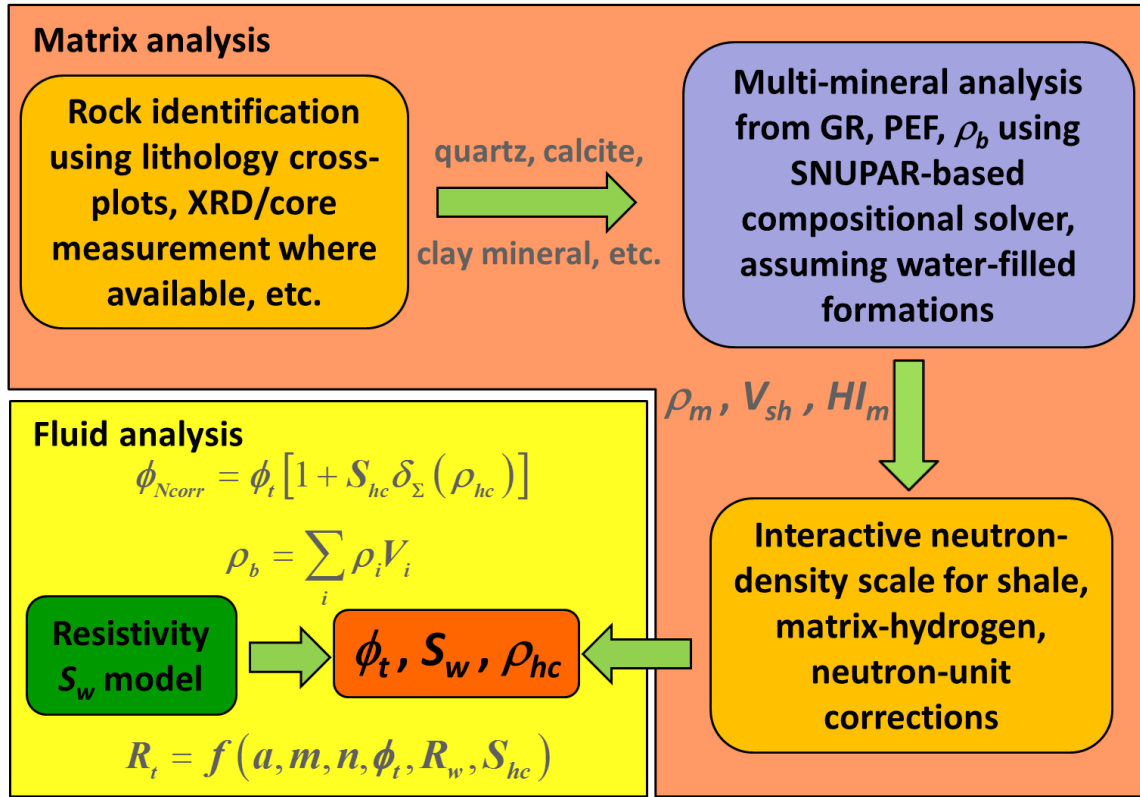 Matrix analysis
Rock identification
using lithology cross-
plots, XRD/core
measurement where
available, etc.
quartz, calcite,
clay mineral, etc.
Multi-mineral analysis
from GR, PEF, ρb using
SNUPAR-based
compositional solver,
assuming water-filled
formations
ρm , Vsh , HIm
Interactive neutron-
density scale for shale,
matrix-hydrogen,
neutron-unit
corrections
Fluid analysis
ϕNcorr = ϕt [1 + Shc δΣ (ρhc)]
ρb = ∑i ρi Vi
Resistivity
Sw model
ϕt , Sw , ρhc
Rt = f (a, m, n, ϕt, Rw, Shc)